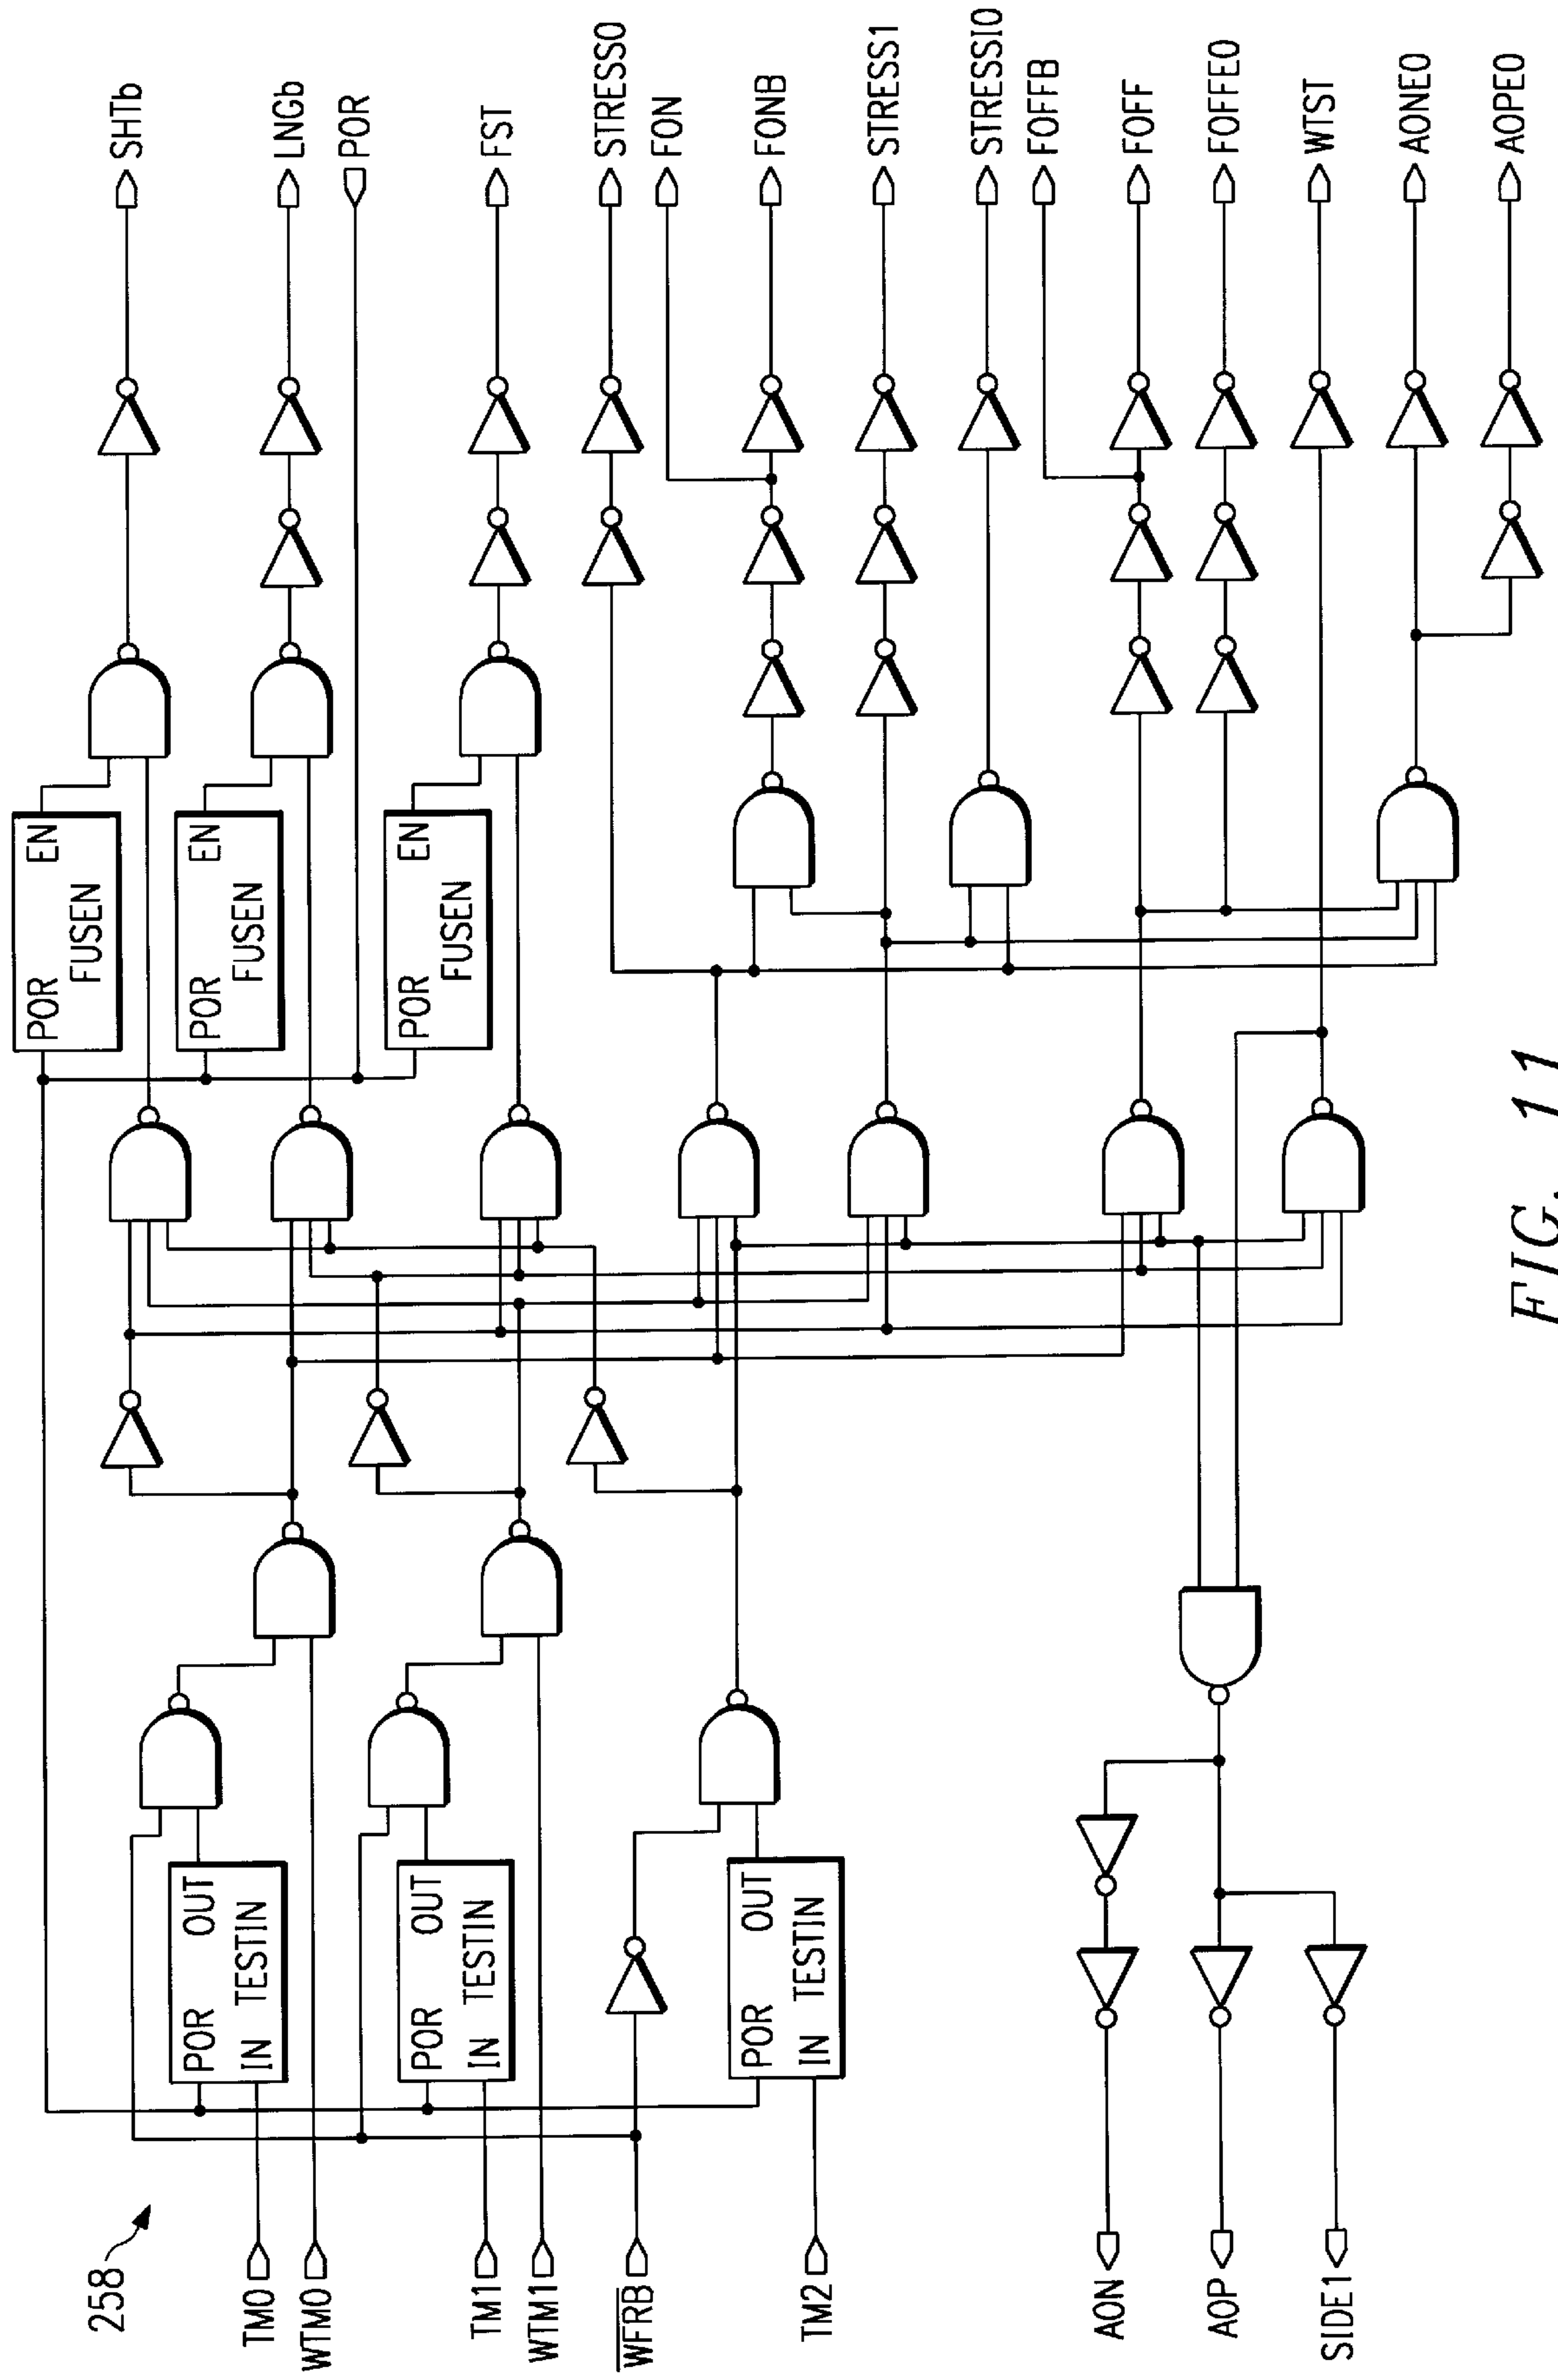 258
TM0
WTM0
TM1
WTM1
WFRB
TM2
AON
AOP
SIDE1
POR OUT
IN TESTIN
POR OUT
IN TESTIN
POR OUT
IN TESTIN
POR EN
FUSEN
POR EN
FUSEN
POR EN
FUSEN
SHTb
LNGb
POR
FST
STRESS0
FON
FONB
STRESS1
STRESS10
FOFFB
FOFF
FOFFE0
WTST
AONE0
AOPE0
FIG. 11